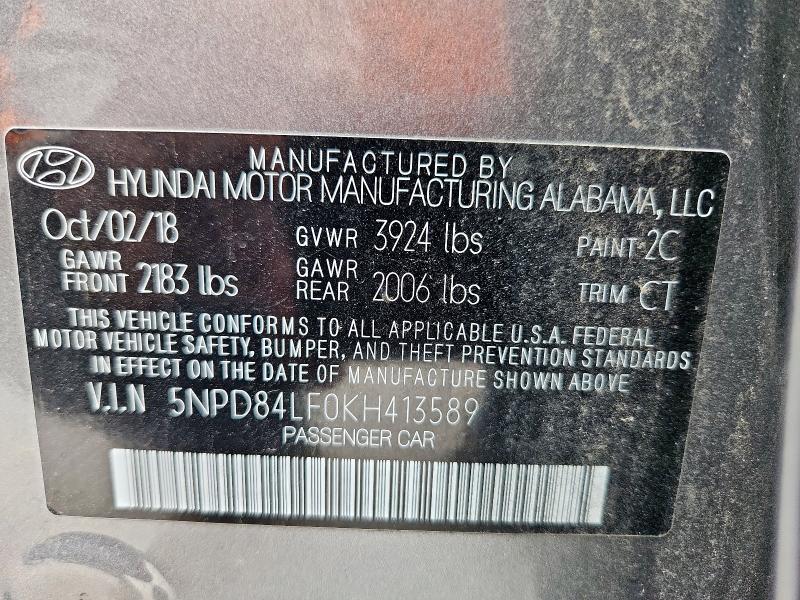 MANUFACTURED BY
HYUNDAI MOTOR MANUFACTURING ALABAMA, LLC
Oct/02/18 GVWR 3924 lbs PAINT 2C
GAWR FRONT 2183 lbs GAWR REAR 2006 lbs TRIM CT
THIS VEHICLE CONFORMS TO ALL APPLICABLE U.S.A. FEDERAL
MOTOR VEHICLE SAFETY, BUMPER, AND THEFT PREVENTION STANDARDS
IN EFFECT ON THE DATE OF MANUFACTURE SHOWN ABOVE
V.I.N 5NPD84LF0KH413589
PASSENGER CAR